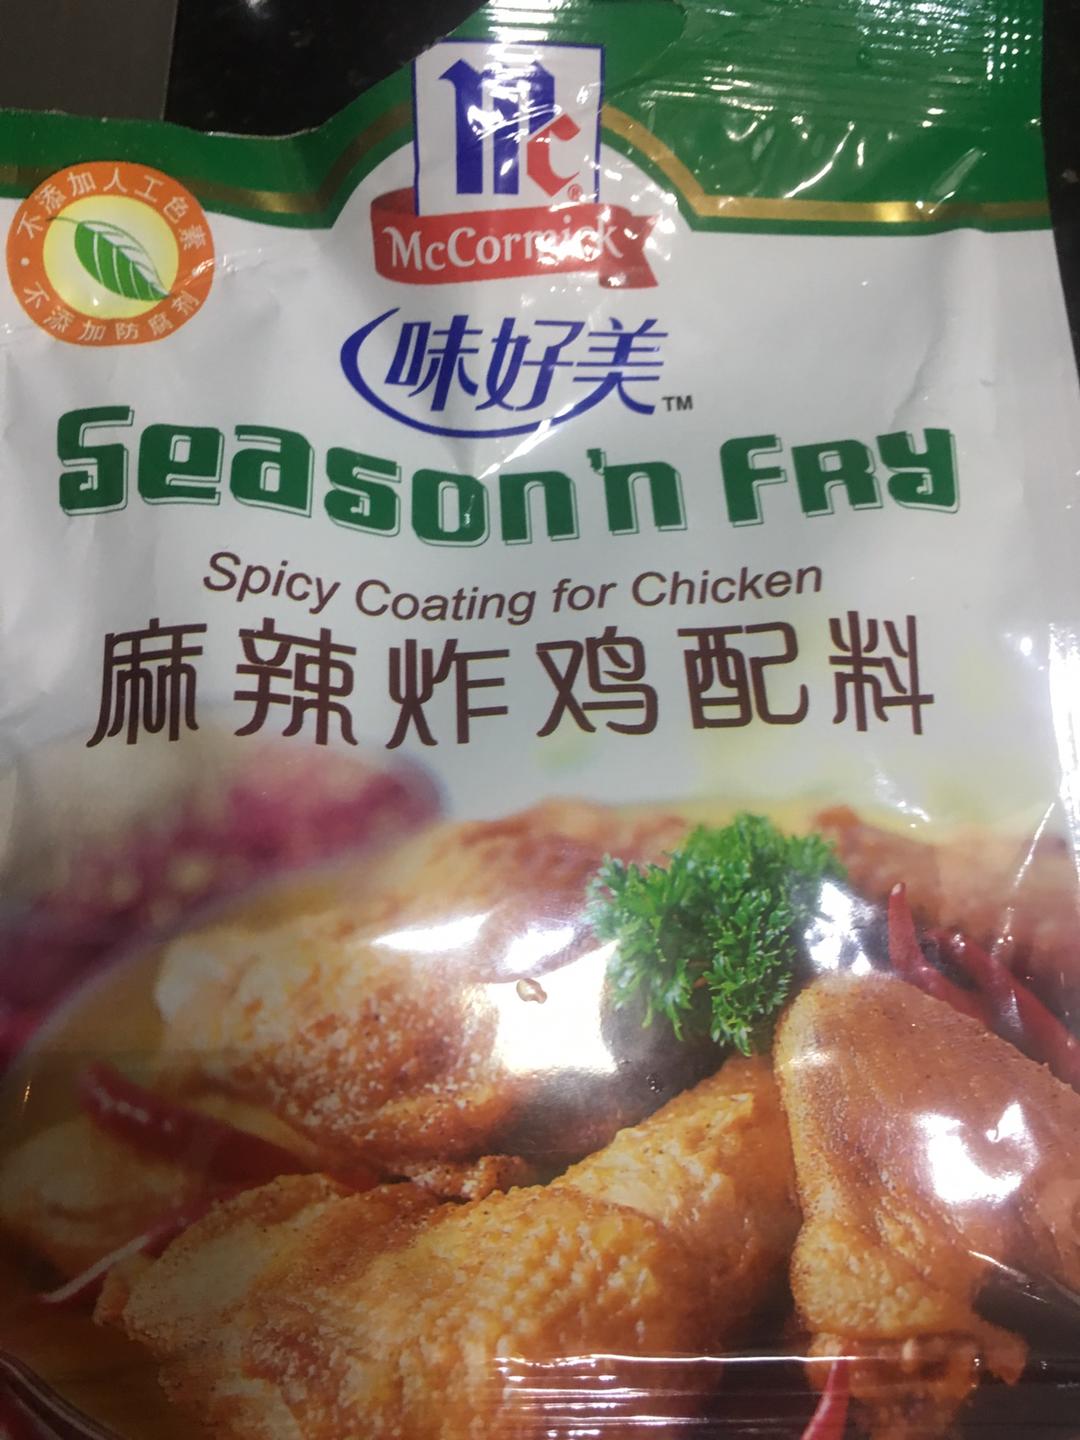 Mc®
McCormick
不添加人工色素
·不添加防腐剂·
味好美™
Season'n Fry
Spicy Coating for Chicken
麻辣炸鸡配料